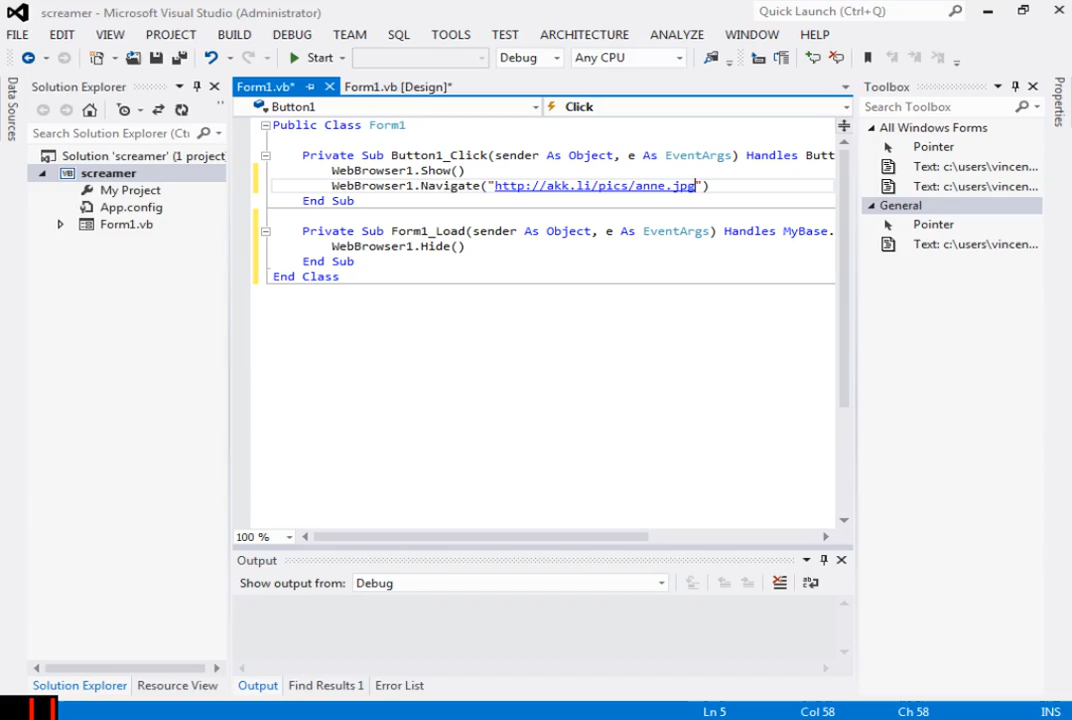 screamer - Microsoft Visual Studio (Administrator)
Quick Launch (Ctrl+Q)
FILE EDIT VIEW PROJECT BUILD DEBUG TEAM SQL TOOLS TEST ARCHITECTURE ANALYZE WINDOW HELP
Start Debug Any CPU
Data Sources
Solution Explorer
Search Solution Explorer (Ctrl
Solution 'screamer' (1 project
screamer
My Project
App.config
Form1.vb
Form1.vb* Form1.vb [Design]*
Button1 Click
Public Class Form1
Private Sub Button1_Click(sender As Object, e As EventArgs) Handles Butt
WebBrowser1.Show()
WebBrowser1.Navigate("http://akk.li/pics/anne.jpg")
End Sub
Private Sub Form1_Load(sender As Object, e As EventArgs) Handles MyBase.
WebBrowser1.Hide()
End Sub
End Class
100 %
Output
Show output from: Debug
Toolbox
Search Toolbox
All Windows Forms
Pointer
Text: c:\users\vincen...
Text: c:\users\vincen...
General
Pointer
Text: c:\users\vincen...
Properties
Solution Explorer Resource View
Output Find Results 1 Error List
Ln 5 Col 58 Ch 58 INS